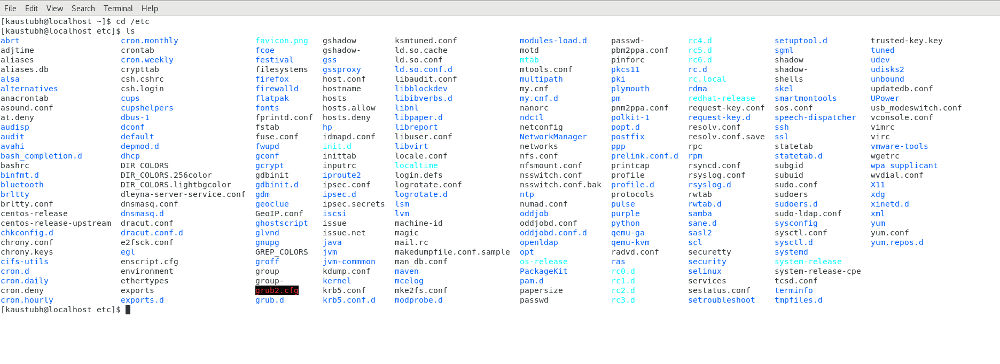 File Edit View Search Terminal Help
[kaustubh@localhost ~]$ cd /etc
[kaustubh@localhost etc]$ ls
abrt cron.monthly favicon.png gshadow ksmtuned.conf modules-load.d passwd- rc4.d setuptool.d trusted-key.key
adjtime crontab fcoe gshadow- ld.so.cache motd pbm2ppa.conf rc5.d sgml tuned
aliases cron.weekly festival gss ld.so.conf mtab pinforc rc6.d shadow udev
aliases.db crypttab filesystems gssproxy ld.so.conf.d mtools.conf pkcs11 rc.d shadow- udisks2
alsa csh.cshrc firefox host.conf libaudit.conf multipath pki rc.local shells unbound
alternatives csh.login firewalld hostname libblockdev my.cnf plymouth rdma skel updatedb.conf
anacrontab cups flatpak hosts libibverbs.d my.cnf.d pm redhat-release smartmontools UPower
asound.conf cupshelpers fonts hosts.allow libnl nanorc pnm2ppa.conf request-key.conf sos.conf usb_modeswitch.conf
at.deny dbus-1 fprintd.conf hosts.deny libpaper.d ndctl polkit-1 request-key.d speech-dispatcher vconsole.conf
audisp dconf fstab hp libreport netconfig popt.d resolv.conf ssh vimrc
audit default fuse.conf idmapd.conf libuser.conf NetworkManager postfix resolv.conf.save ssl virc
avahi depmod.d fwupd init.d libvirt networks ppp rpc statetab vmware-tools
bash_completion.d dhcp gconf inittab locale.conf nfs.conf prelink.conf.d rpm statetab.d wgetrc
bashrc DIR_COLORS gcrypt inputrc localtime nfsmount.conf printcap rsyncd.conf subgid wpa_supplicant
binfmt.d DIR_COLORS.256color gdbinit iproute2 login.defs nsswitch.conf profile rsyslog.conf subuid wvdial.conf
bluetooth DIR_COLORS.lightbgcolor gdbinit.d ipsec.conf logrotate.conf nsswitch.conf.bak profile.d rsyslog.d sudo.conf X11
brltty dleyna-server-service.conf gdm ipsec.d logrotate.d ntp protocols rwtab sudoers xdg
brltty.conf dnsmasq.conf geoclue ipsec.secrets lsm numad.conf pulse rwtab.d sudoers.d xinetd.d
centos-release dnsmasq.d GeoIP.conf iscsi lvm oddjob purple samba sudo-ldap.conf xml
centos-release-upstream dracut.conf ghostscript issue machine-id oddjobd.conf python sane.d sysconfig yum
chkconfig.d dracut.conf.d glvnd issue.net magic oddjobd.conf.d qemu-ga sasl2 sysctl.conf yum.conf
chrony.conf e2fsck.conf gnupg java mail.rc openldap qemu-kvm scl sysctl.d yum.repos.d
chrony.keys egl GREP_COLORS jvm makedumpfile.conf.sample opt radvd.conf securetty systemd
cifs-utils enscript.cfg groff jvm-commmon man_db.conf os-release ras security system-release
cron.d environment group kdump.conf maven PackageKit rc0.d selinux system-release-cpe
cron.daily ethertypes group- kernel mcelog pam.d rc1.d services tcsd.conf
cron.deny exports grub2.cfg krb5.conf mke2fs.conf papersize rc2.d sestatus.conf terminfo
cron.hourly exports.d grub.d krb5.conf.d modprobe.d passwd rc3.d setroubleshoot tmpfiles.d
[kaustubh@localhost etc]$